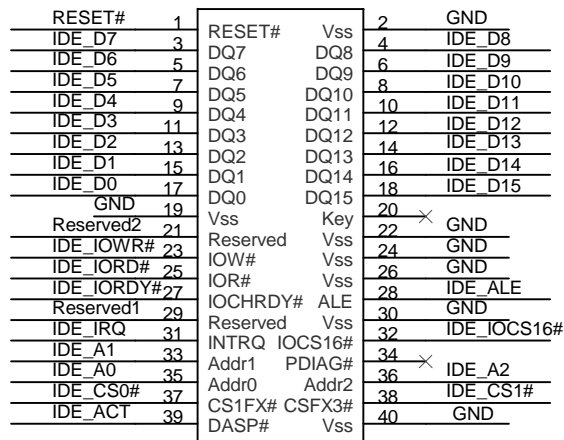 RESET# 1 RESET# Vss 2 GND
IDE_D7 3 DQ7 DQ8 4 IDE_D8
IDE_D6 5 DQ6 DQ9 6 IDE_D9
IDE_D5 7 DQ5 DQ10 8 IDE_D10
IDE_D4 9 DQ4 DQ11 10 IDE_D11
IDE_D3 11 DQ3 DQ12 12 IDE_D12
IDE_D2 13 DQ2 DQ13 14 IDE_D13
IDE_D1 15 DQ1 DQ14 16 IDE_D14
IDE_D0 17 DQ0 DQ15 18 IDE_D15
GND 19 Vss Key 20
Reserved2 21 Reserved Vss 22 GND
IDE_IOWR# 23 IOW# Vss 24 GND
IDE_IORD# 25 IOR# Vss 26 GND
IDE_IORDY# 27 IOCHRDY# ALE 28 IDE_ALE
Reserved1 29 Reserved Vss 30 GND
IDE_IRQ 31 INTRQ IOCS16# 32 IDE_IOCS16#
IDE_A1 33 Addr1 PDIAG# 34
IDE_A0 35 Addr0 Addr2 36 IDE_A2
IDE_CS0# 37 CS1FX# CSFX3# 38 IDE_CS1#
IDE_ACT 39 DASP# Vss 40 GND